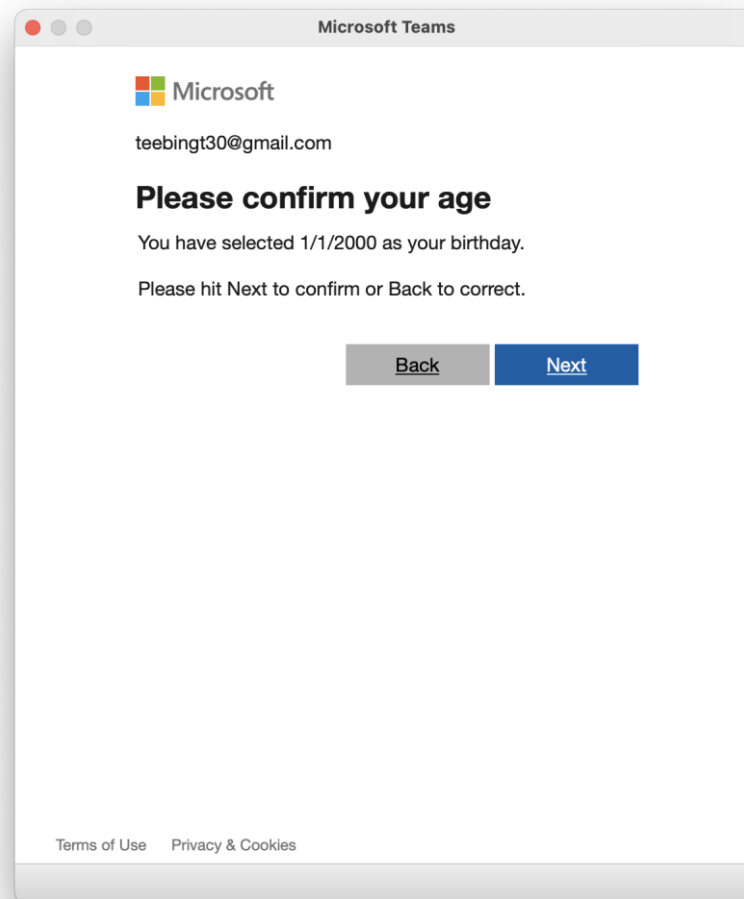 Microsoft Teams
Microsoft
teebingt30@gmail.com
Please confirm your age
You have selected 1/1/2000 as your birthday.
Please hit Next to confirm or Back to correct.
Back Next
Terms of Use Privacy & Cookies